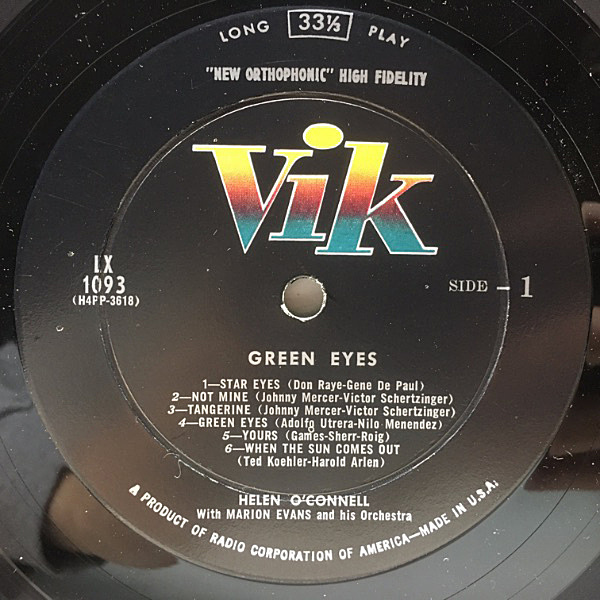 LONG 33⅓ PLAY
"NEW ORTHOPHONIC" HIGH FIDELITY
Vik
LX
1093
(H4PP-3618)
SIDE - 1
GREEN EYES
1—STAR EYES (Don Raye-Gene De Paul)
2—NOT MINE (Johnny Mercer-Victor Schertzinger)
3—TANGERINE (Johnny Mercer-Victor Schertzinger)
4—GREEN EYES (Adolfo Utrera-Nilo Menendez)
5—YOURS (Games-Sherr-Roig)
6—WHEN THE SUN COMES OUT
(Ted Koehler-Harold Arlen)
HELEN O'CONNELL
With MARION EVANS and his Orchestra
A PRODUCT OF RADIO CORPORATION OF AMERICA—MADE IN U.S.A.